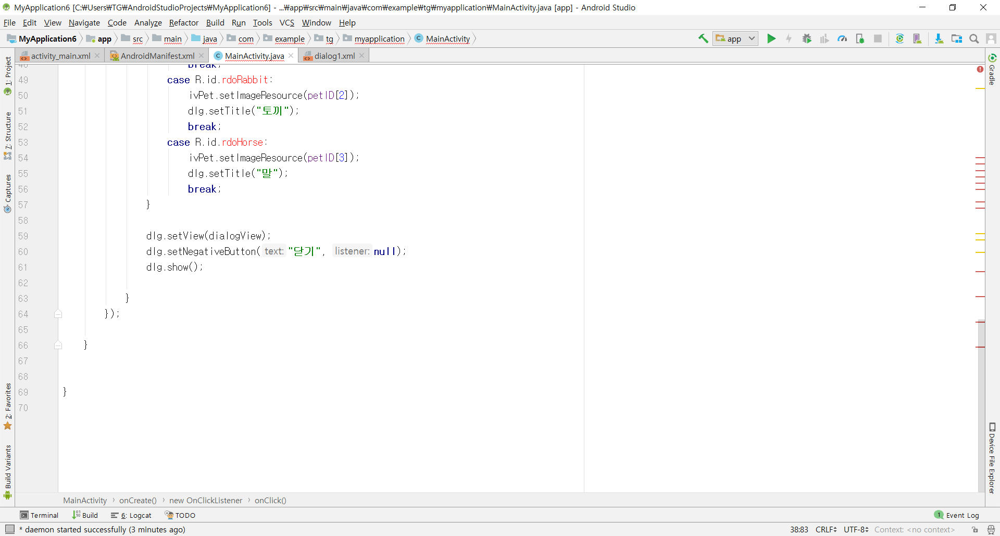 MyApplication6 [C:₩Users₩TG₩AndroidStudioProjects₩MyApplication6] - ...₩app₩src₩main₩java₩com₩example₩tg₩myapplication₩MainActivity.java [app] - Android Studio
File Edit View Navigate Code Analyze Refactor Build Run Tools VCS Window Help
MyApplication6 app src main java com example tg myapplication MainActivity app
activity_main.xml AndroidManifest.xml MainActivity.java dialog1.xml
1: Project
7: Structure
Captures
2: Favorites
Build Variants
48 break;
49 case R.id.rdoRabbit:
50 ivPet.setImageResource(petID[2]);
51 dlg.setTitle("토끼");
52 break;
53 case R.id.rdoHorse:
54 ivPet.setImageResource(petID[3]);
55 dlg.setTitle("말");
56 break;
57 }
58
59 dlg.setView(dialogView);
60 dlg.setNegativeButton( text: "닫기", listener: null);
61 dlg.show();
62
63 }
64 });
65
66 }
67
68
69 }
70
Gradle
Device File Explorer
MainActivity › onCreate() › new OnClickListener › onClick()
Terminal Build 6: Logcat TODO 1 Event Log
* daemon started successfully (3 minutes ago) 38:83 CRLF UTF-8 Context: <no context>